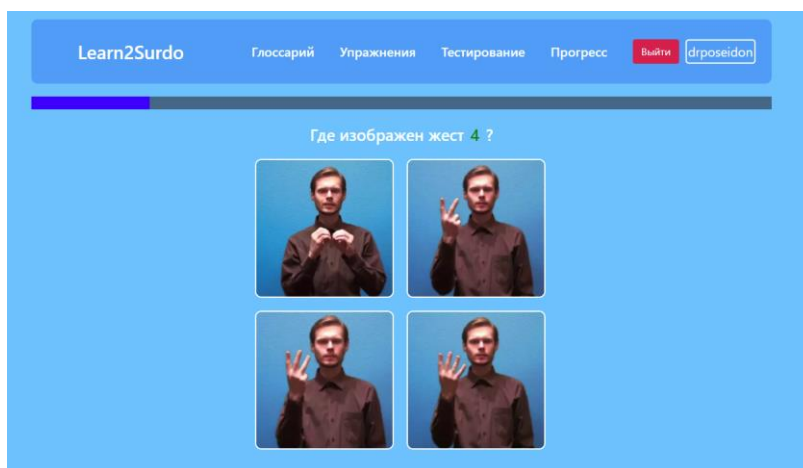 Learn2Surdo Глоссарий Упражнения Тестирование Прогресс Выйти drposeidon
Где изображен жест 4 ?